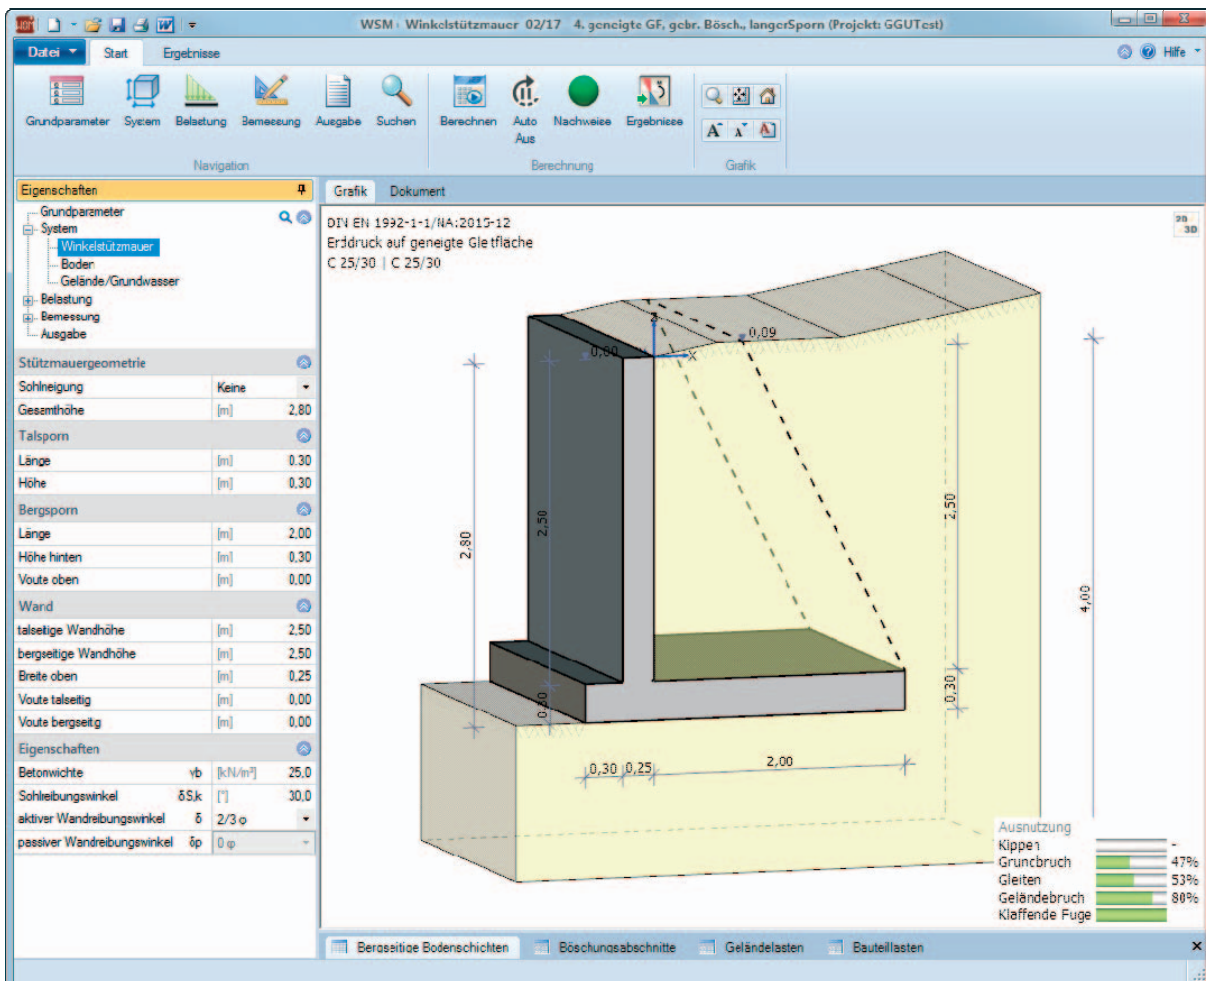 WSM - Winkelstützmauer 02/17 4. geneigte GF, gebr. Bösch., langerSporn (Projekt: GGUTest)
Datei Start Ergebnisse Hilfe
Grundparameter System Belastung Bemessung Ausgabe Suchen Berechnen Auto Aus Nachweise Ergebnisse
Navigation Berechnung Grafik
Eigenschaften
Grundparameter
System
Winkelstützmauer
Boden
Gelände/Grundwasser
Belastung
Bemessung
Ausgabe
Stützmauergeometrie
Sohlneigung Keine
Gesamthöhe [m] 2,80
Talsporn
Länge [m] 0,30
Höhe [m] 0,30
Bergsporn
Länge [m] 2,00
Höhe hinten [m] 0,30
Voute oben [m] 0,00
Wand
talseitige Wandhöhe [m] 2,50
bergseitige Wandhöhe [m] 2,50
Breite oben [m] 0,25
Voute talseitig [m] 0,00
Voute bergseitig [m] 0,00
Eigenschaften
Betonwichte γb [kN/m³] 25,0
Sohlreibungswinkel δS,k [°] 30,0
aktiver Wandreibungswinkel δ 2/3 φ
passiver Wandreibungswinkel δp 0 φ
Grafik Dokument
DIN EN 1992-1-1/NA:2015-12
Erddruck auf geneigte Gleitfläche
C 25/30 | C 25/30
2D
3D
Z
X
0,00
0,09
2,80
2,50
0,30
2,50
0,30
4,00
0,30 0,25 2,00
Ausnutzung
Kippen -
Grundbruch 47%
Gleiten 53%
Geländebruch 80%
Klaffende Fuge
Bergseitige Bodenschichten Böschungsabschnitte Geländelasten Bauteillasten